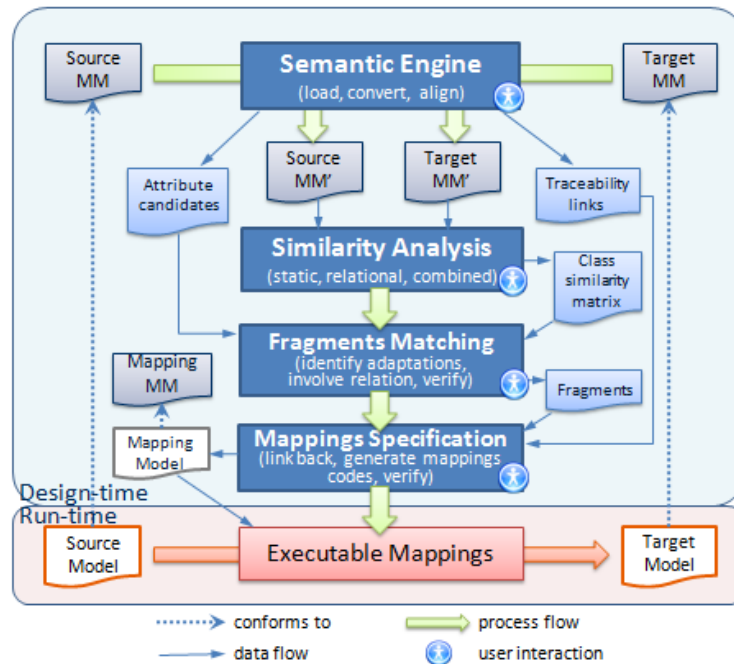 Source
MM
Semantic Engine
(load, convert, align)
Target
MM
Attribute
candidates
Source
MM'
Target
MM'
Traceability
links
Similarity Analysis
(static, relational, combined)
Class
similarity
matrix
Fragments Matching
(identify adaptations,
involve relation, verify)
Mapping
MM
Fragments
Mappings Specification
(link back, generate mappings
codes, verify)
Mapping
Model
Design-time
Run-time
Source
Model
Executable Mappings
Target
Model
conforms to
process flow
data flow
user interaction